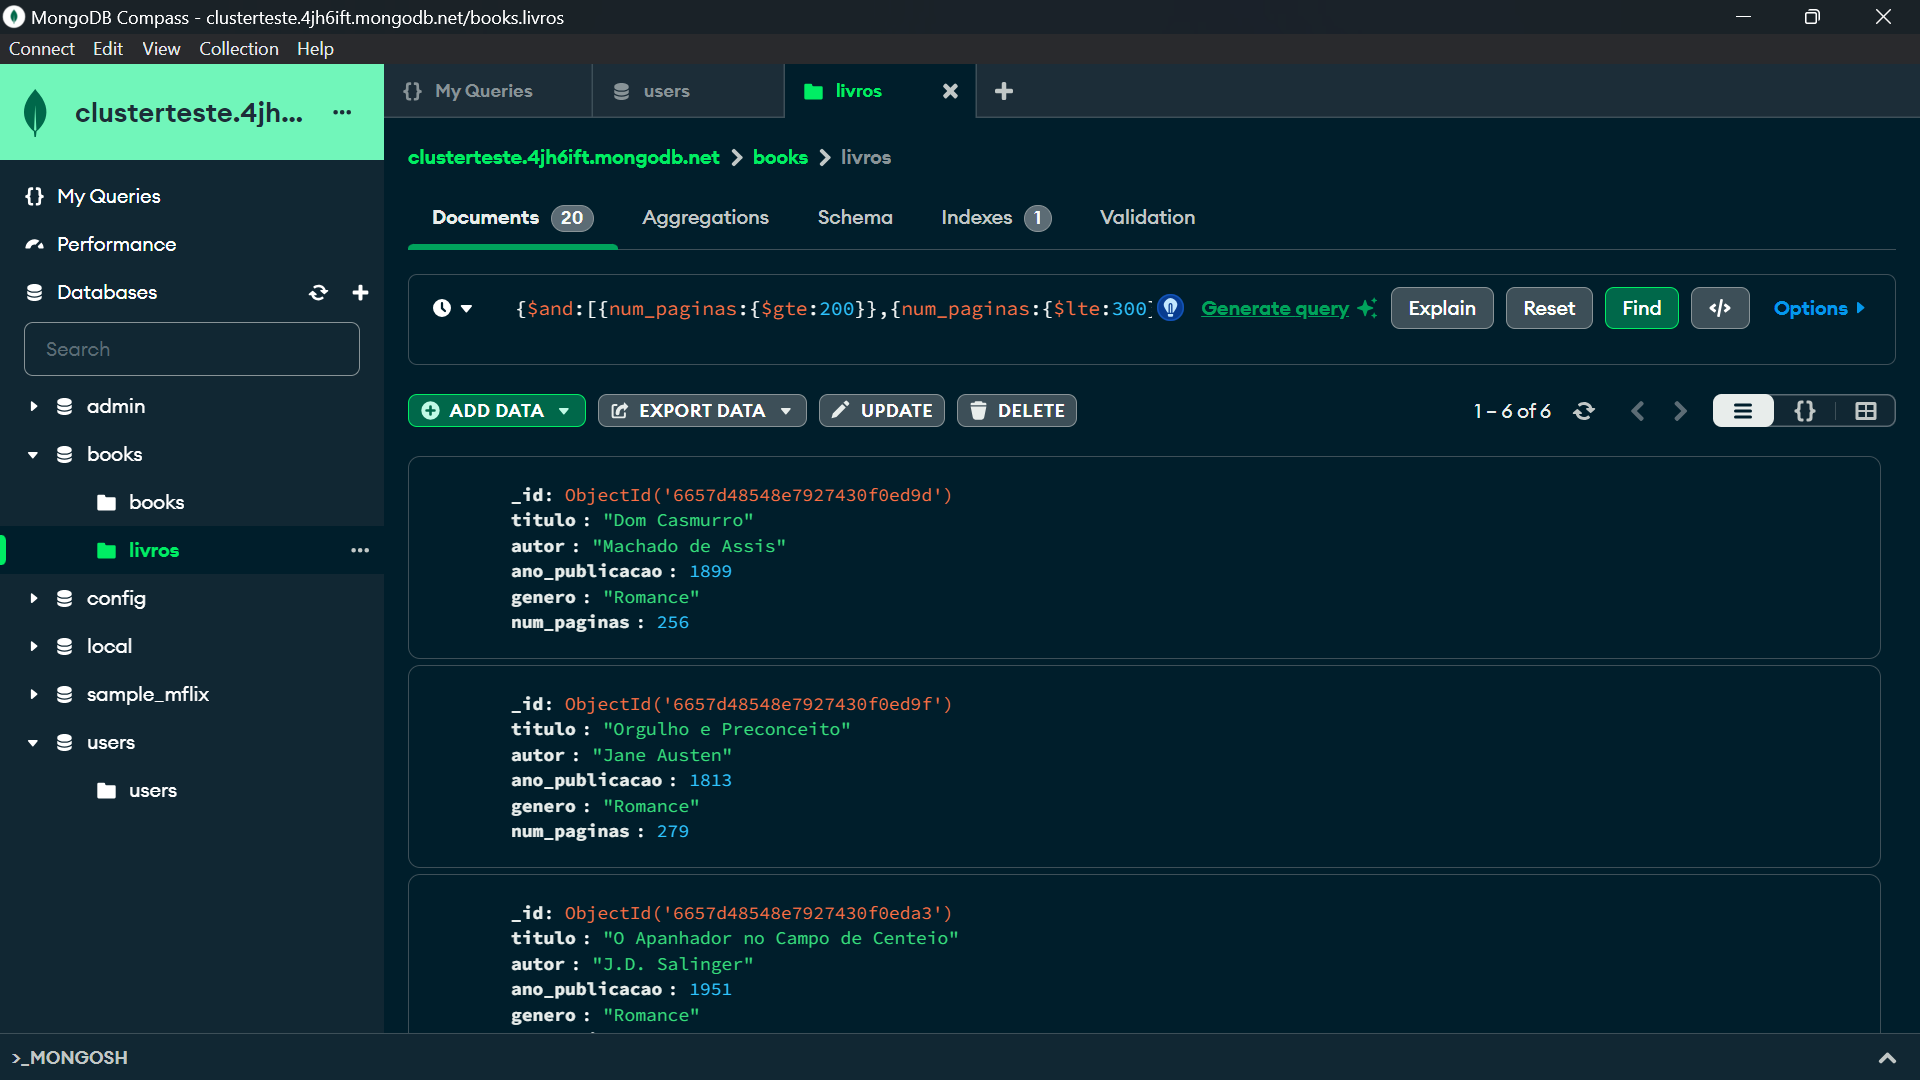 MongoDB Compass - clusterteste.4jh6ift.mongodb.net/books.livros
Connect Edit View Collection Help
clusterteste.4jh... •••
{} My Queries
Performance
Databases
Search
admin
books
books
livros •••
config
local
sample_mflix
users
users
{} My Queries users livros
clusterteste.4jh6ift.mongodb.net > books > livros
Documents 20 Aggregations Schema Indexes 1 Validation
{$and:[{num_paginas:{$gte:200}},{num_paginas:{$lte:300 Generate query Explain Reset Find </> Options
ADD DATA EXPORT DATA UPDATE DELETE 1 – 6 of 6 {}
_id: ObjectId('6657d48548e7927430f0ed9d')
titulo : "Dom Casmurro"
autor : "Machado de Assis"
ano_publicacao : 1899
genero : "Romance"
num_paginas : 256
_id: ObjectId('6657d48548e7927430f0ed9f')
titulo : "Orgulho e Preconceito"
autor : "Jane Austen"
ano_publicacao : 1813
genero : "Romance"
num_paginas : 279
_id: ObjectId('6657d48548e7927430f0eda3')
titulo : "O Apanhador no Campo de Centeio"
autor : "J.D. Salinger"
ano_publicacao : 1951
genero : "Romance"
>_MONGOSH